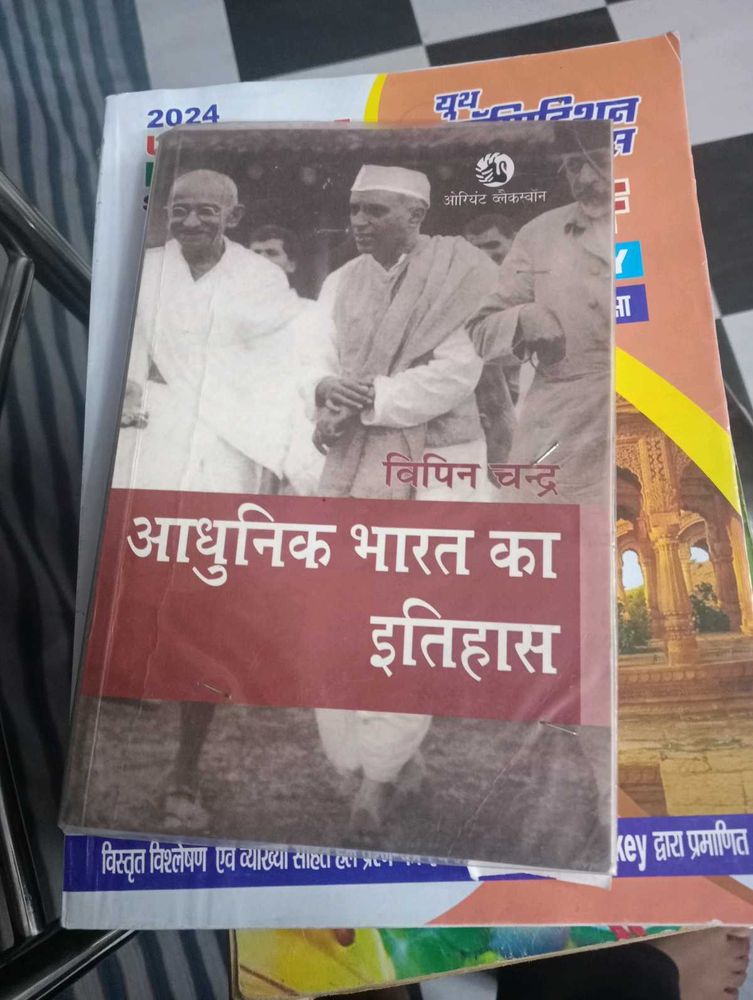 2024
यूथ
ओरियंट ब्लैकस्वॉन
Y
विपिन चन्द्र
आधुनिक भारत का
इतिहास
विस्तृत विश्लेषण एवं व्याख्या सहित हल प्रश्न
key द्वारा प्रमाणित